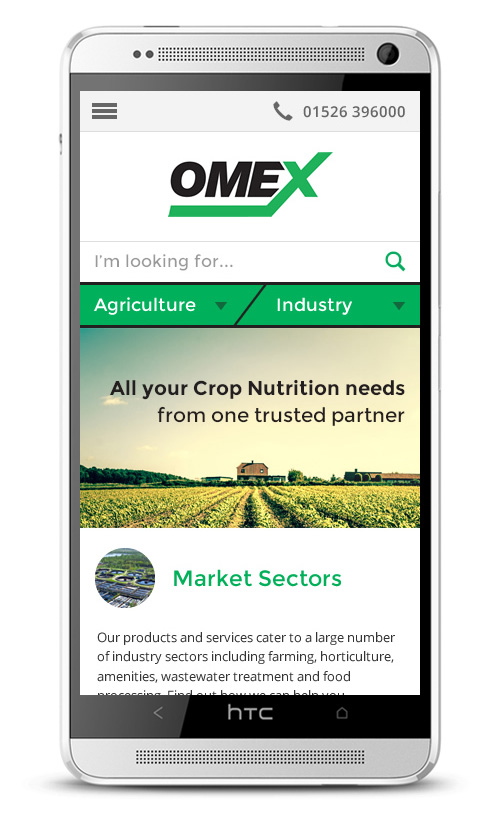 01526 396000
OMEX
I'm looking for...
Agriculture Industry
All your Crop Nutrition needs
from one trusted partner
Market Sectors
Our products and services cater to a large number
of industry sectors including farming, horticulture,
amenities, wastewater treatment and food
processing. Find out how we can help you
hTC